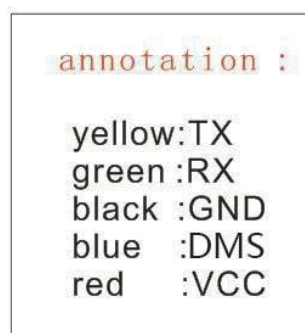 annotation :
yellow:TX
green :RX
black :GND
blue :DMS
red :VCC